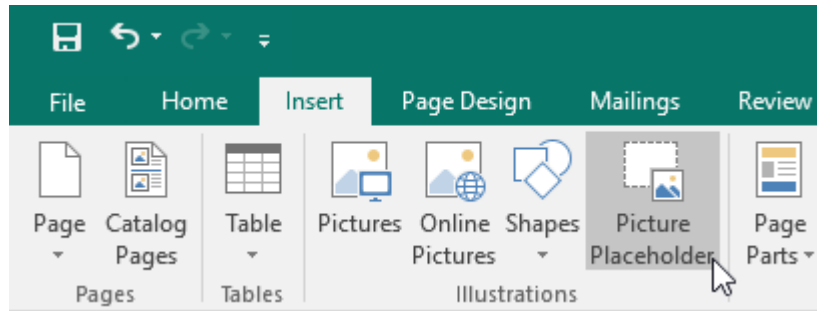 File Home Insert Page Design Mailings Review
Page Catalog Table Pictures Online Shapes Picture Page
Pages Pictures Placeholder Parts
Pages Tables Illustrations